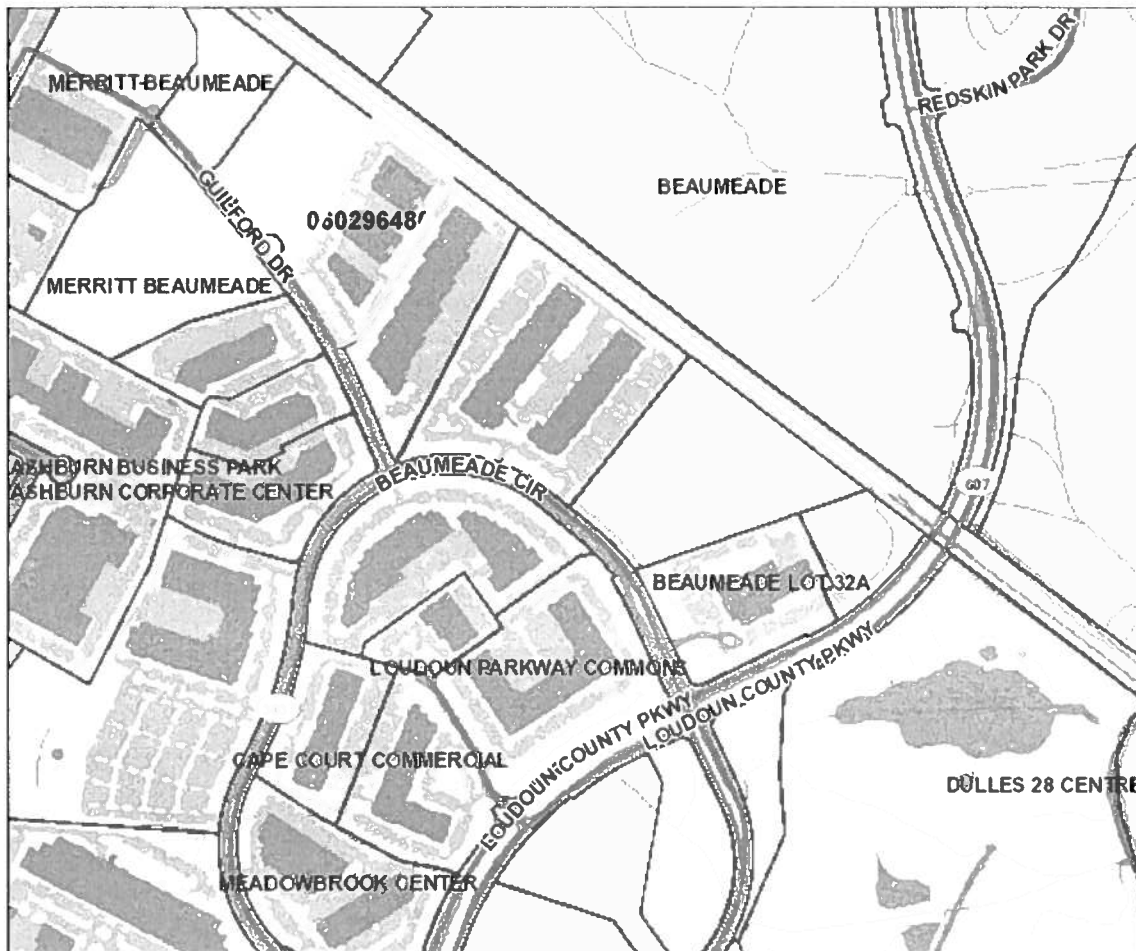 REDSKIN PARK DR
MERRITT-BEAUMEADE
BEAUMEADE
GUILFORD DR
MERRITT BEAUMEADE
BEAUMEADE CIR
ASHBURN BUSINESS PARK
ASHBURN CORPORATE CENTER
607
BEAUMEADE LOT 32A
LOUDOUN PARKWAY COMMONS
LOUDOUN COUNTY PKWY
LOUDOUN COUNTY PKWY
CAPE COURT COMMERCIAL
DULLES 28 CENTRE
MEADOWBROOK CENTER